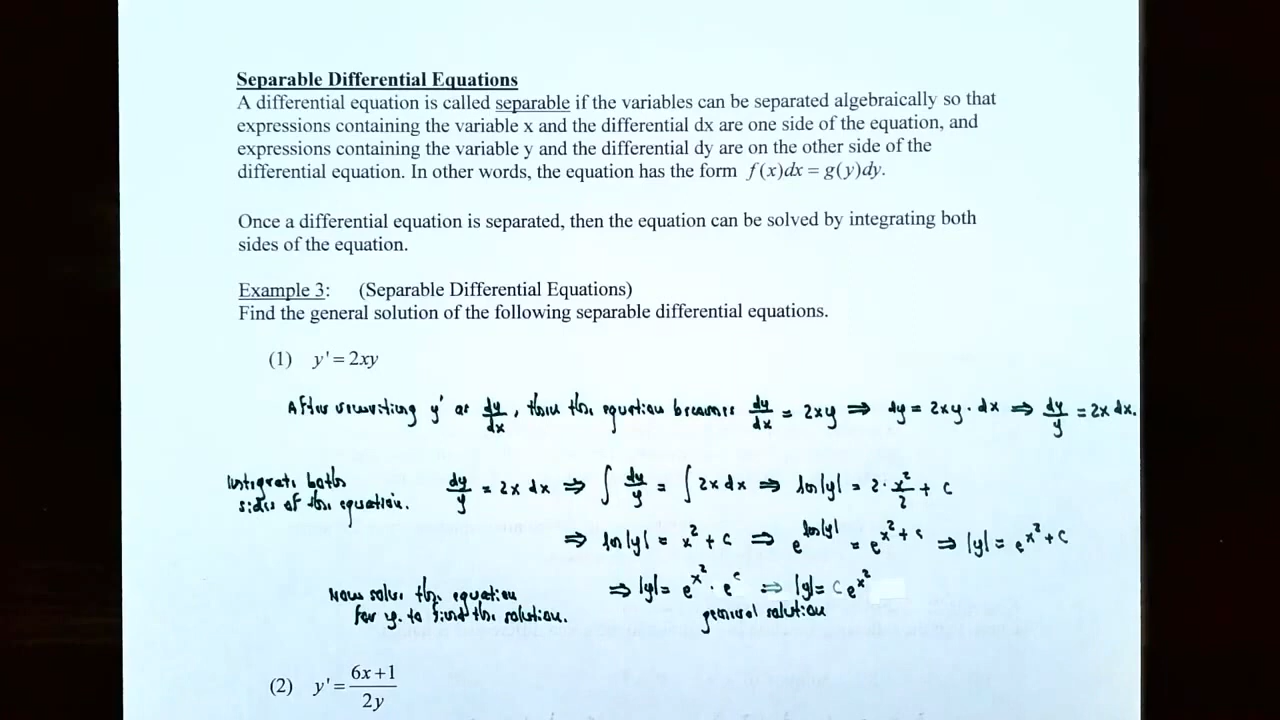 Separable Differential Equations
A differential equation is called separable if the variables can be separated algebraically so that
expressions containing the variable x and the differential dx are one side of the equation, and
expressions containing the variable y and the differential dy are on the other side of the
differential equation. In other words, the equation has the form f(x)dx = g(y)dy.
Once a differential equation is separated, then the equation can be solved by integrating both
sides of the equation.
Example 3: (Separable Differential Equations)
Find the general solution of the following separable differential equations.
(1) y' = 2xy
After rewriting y' as dy/dx, then the equation becomes dy/dx = 2xy ⇒ dy = 2xy · dx ⇒ dy/y = 2x dx.
Integrate both sides of the equation. dy/y = 2x dx ⇒ ∫ dy/y = ∫ 2x dx ⇒ ln|y| = 2 · x²/2 + c
⇒ ln|y| = x² + c ⇒ e^(ln|y|) = e^(x² + c) ⇒ |y| = e^(x² + c)
Now solve the equation ⇒ |y| = e^(x²) · e^c ⇒ |y| = Ce^(x²)
for y to find the solution. general solution
(2) y' = (6x+1)/(2y)